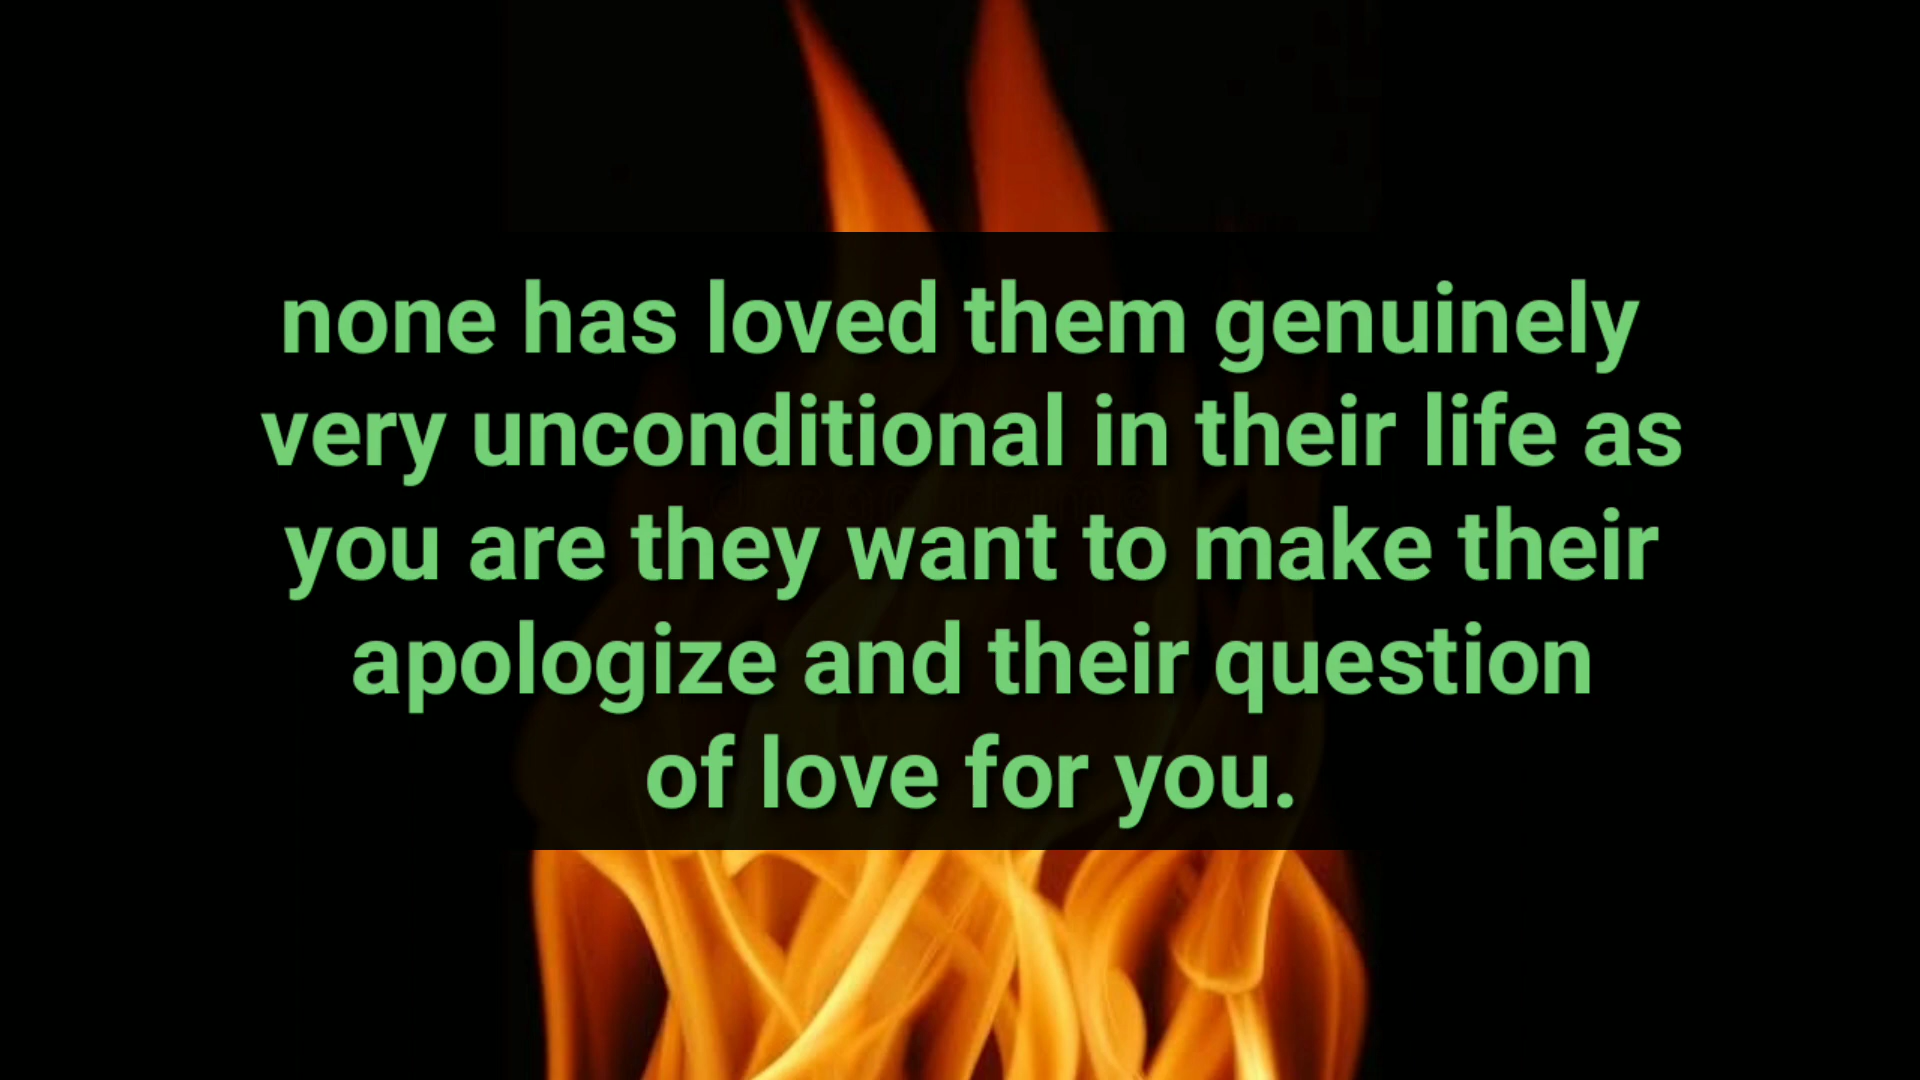 none has loved them genuinely
very unconditional in their life as
you are they want to make their
apologize and their question
of love for you.